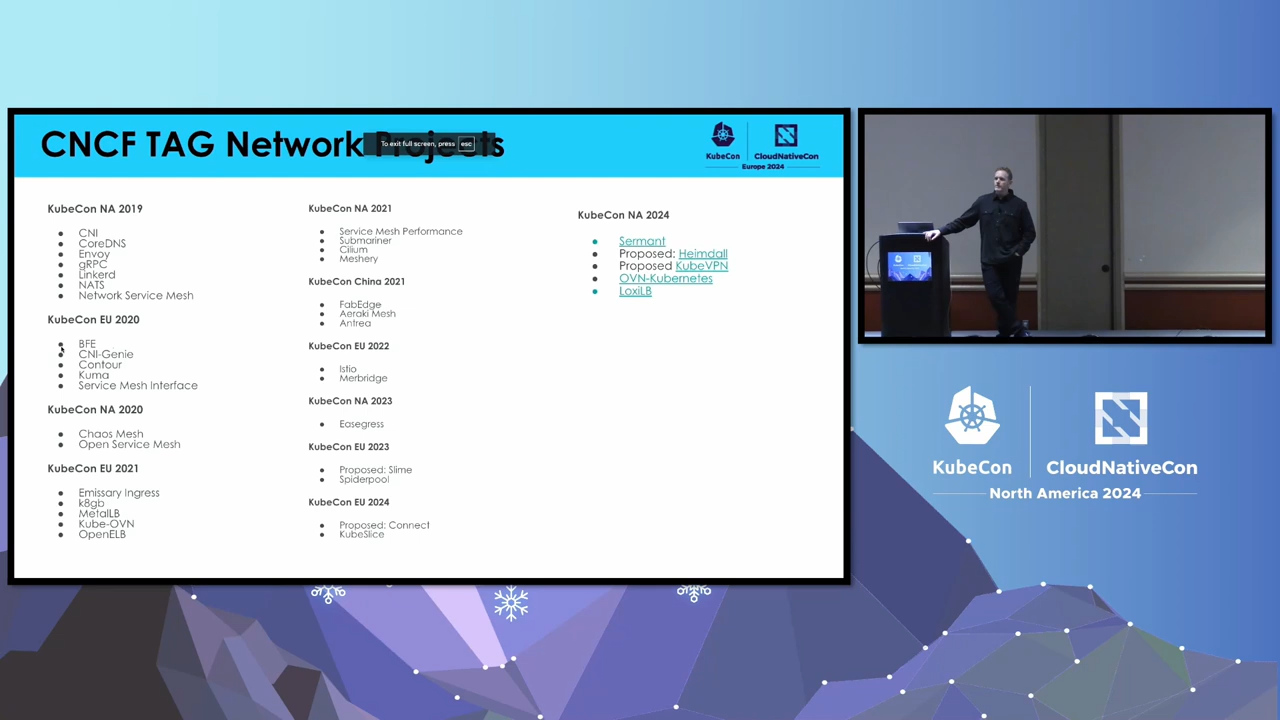 CNCF TAG Network Projects
To exit full screen, press esc
KubeCon
CloudNativeCon
Europe 2024
KubeCon NA 2019
CNI
CoreDNS
Envoy
gRPC
Linkerd
NATS
Network Service Mesh
KubeCon EU 2020
BFE
CNI-Genie
Contour
Kuma
Service Mesh Interface
KubeCon NA 2020
Chaos Mesh
Open Service Mesh
KubeCon EU 2021
Emissary Ingress
k8gb
MetalLB
Kube-OVN
OpenELB
KubeCon NA 2021
Service Mesh Performance
Submariner
Cilium
Meshery
KubeCon China 2021
FabEdge
Aeraki Mesh
Antrea
KubeCon EU 2022
Istio
Merbridge
KubeCon NA 2023
Easegress
KubeCon EU 2023
Proposed: Slime
Spiderpool
KubeCon EU 2024
Proposed: Connect
KubeSlice
KubeCon NA 2024
Sermant
Proposed: Heimdall
Proposed KubeVPN
OVN-Kubernetes
LoxiLB
KubeCon
CloudNativeCon
North America 2024